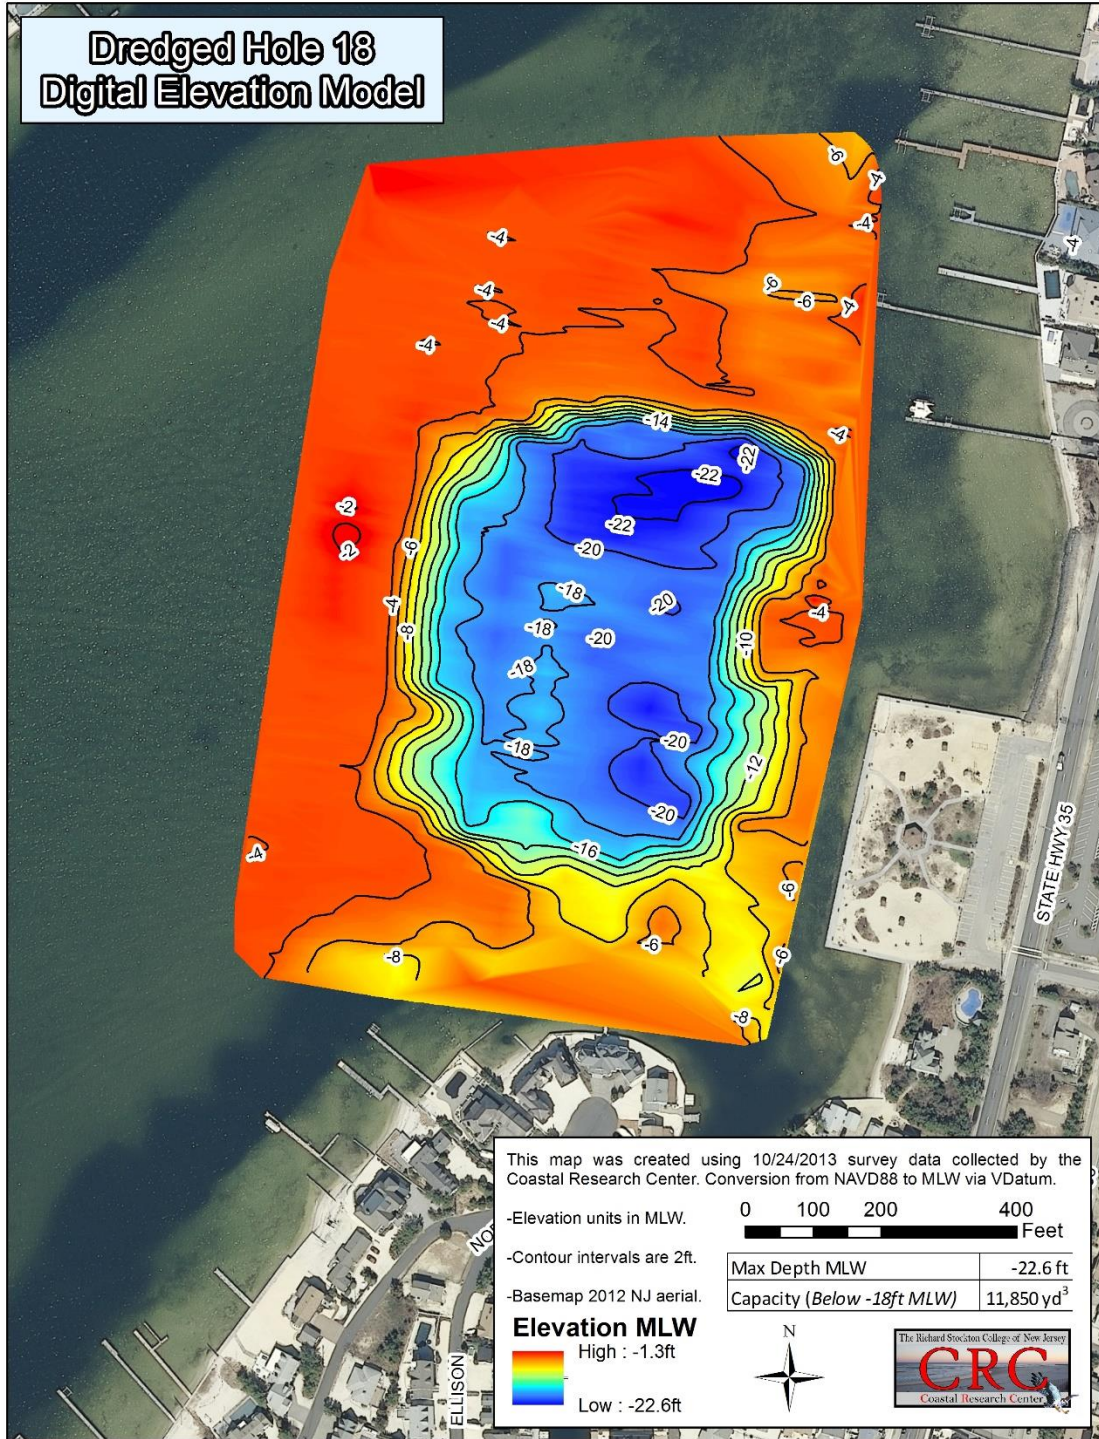 Dredged Hole 18
Digital Elevation Model
-6
-4
-4
-4
-4
-6
-4
-6
-4
-4
-4
-14
-4
-22
-22
-2
-22
-2
-6
-20
-18
-4
-20
-4
-8
-18
-20
-10
-18
-20
-18
-12
-20
-16
-4
-6
-6
-8
-6
-8
STATE HWY 35
NO
ELLISON
This map was created using 10/24/2013 survey data collected by the
Coastal Research Center. Conversion from NAVD88 to MLW via VDatum.
-Elevation units in MLW.
0 100 200 400
Feet
-Contour intervals are 2ft.
Max Depth MLW -22.6 ft
-Basemap 2012 NJ aerial.
Capacity (Below -18ft MLW) 11,850 yd³
Elevation MLW
High : -1.3ft
Low : -22.6ft
N
The Richard Stockton College of New Jersey
CRC
Coastal Research Center